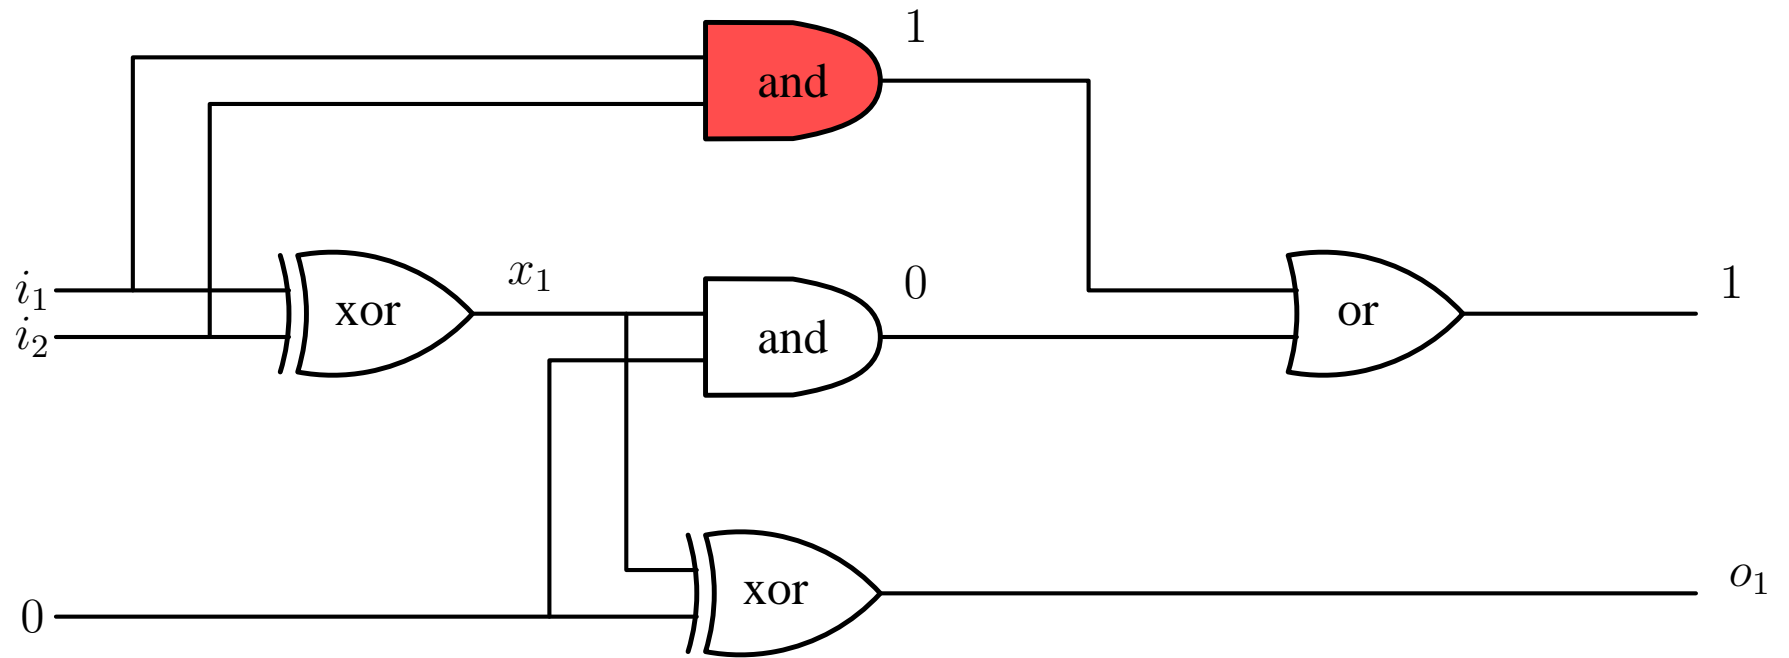 1
and
i₁
i₂
xor
x₁
and
0
or
1
0
xor
o₁